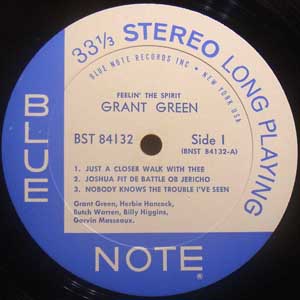 33 1/3 STEREO LONG PLAYING
BLUE NOTE RECORDS INC • NEW YORK USA
FEELIN' THE SPIRIT
GRANT GREEN
BST 84132 Side 1
(BNST 84132-A)
1. JUST A CLOSER WALK WITH THEE
2. JOSHUA FIT DE BATTLE OB JERICHO
3. NOBODY KNOWS THE TROUBLE I'VE SEEN
Grant Green, Herbie Hancock,
Butch Warren, Billy Higgins,
Garvin Masseaux.
BLUE
NOTE ®